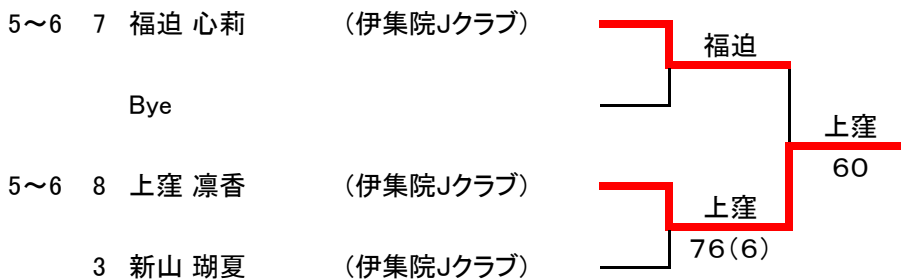 5～6 7 福迫 心莉 (伊集院Jクラブ)
福迫
Bye
上窪
60
5～6 8 上窪 凛香 (伊集院Jクラブ)
上窪
76(6)
3 新山 瑚夏 (伊集院Jクラブ)